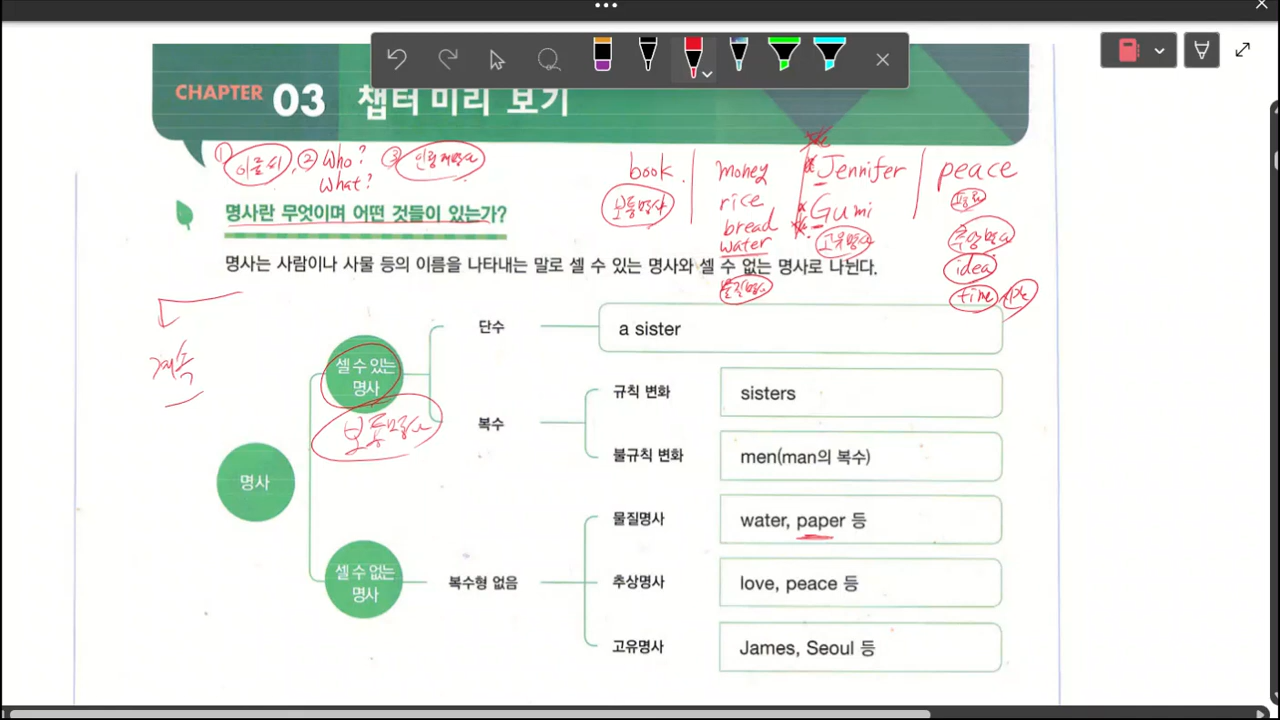 CHAPTER 03 챕터 미리 보기
① 이름씨, ② Who? What? ③
book
보통명사
money
rice
bread
water
물질명사
Jennifer
Gumi
고유명사
peace
추상명사
idea
time
명사란 무엇이며 어떤 것들이 있는가?
명사는 사람이나 사물 등의 이름을 나타내는 말로 셀 수 있는 명사와 셀 수 없는 명사로 나뉜다.
명사
셀 수 있는
명사
보통명사
단수
a sister
복수
규칙 변화
sisters
불규칙 변화
men(man의 복수)
셀 수 없는
명사
복수형 없음
물질명사
water, paper 등
추상명사
love, peace 등
고유명사
James, Seoul 등